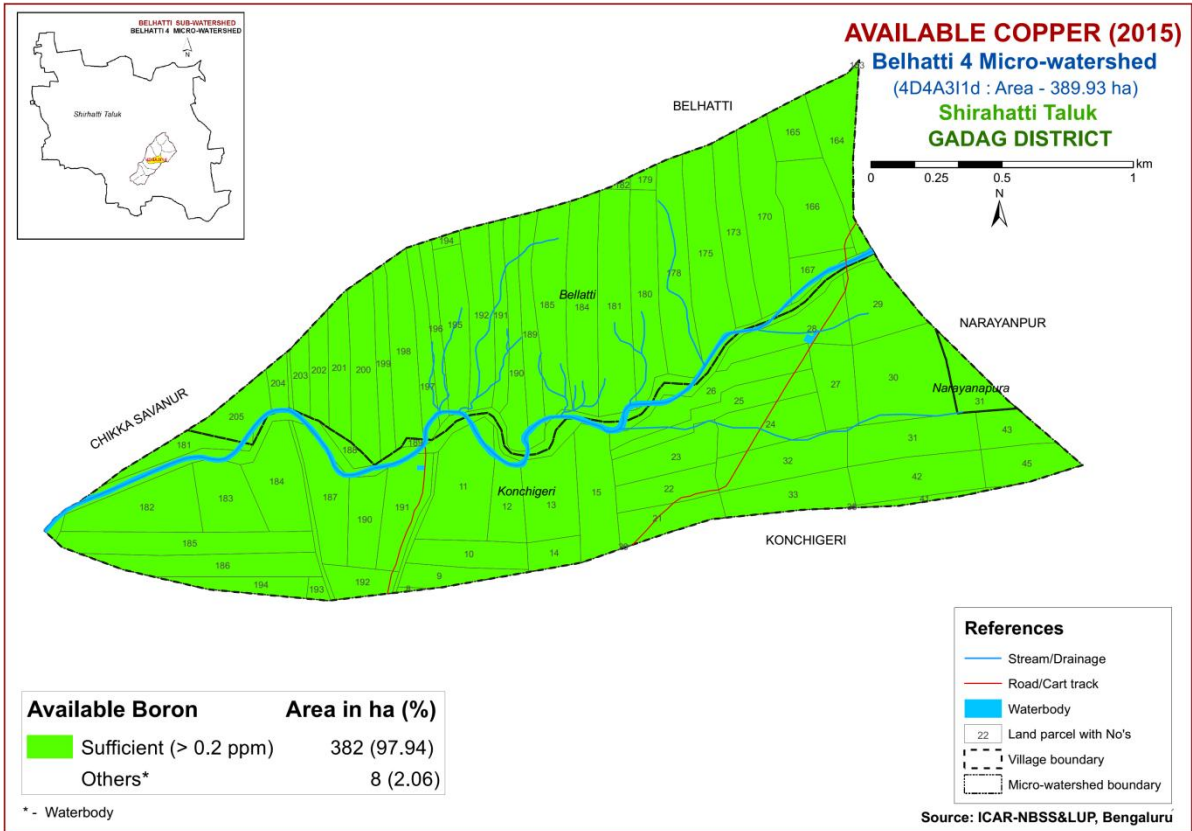 BELHATTI SUB-WATERSHED
BELHATTI 4 MICRO-WATERSHED
N
Shirhatti Taluk
AVAILABLE COPPER (2015)
Belhatti 4 Micro-watershed
(4D4A3I1d : Area - 389.93 ha)
Shirahatti Taluk
GADAG DISTRICT
km
0 0.25 0.5 1
N
BELHATTI
165
164
182 179
166
170
173
175
194
178
167
Bellatti
29
180
181
184
185
192 191
195
196
189
NARAYANPUR
28
198
199
200
201
202
203
204
197
190
27
30
26
25
Narayanapura
31
CHIKKA SAVANUR
205
181
24
43
31
188
189
23
32
45
42
184
183
187
11
Konchigeri
15
22
33
182
191
12
13
190
21
41
KONCHIGERI
185
10
14
186
9
192
194
193
8
References
Stream/Drainage
Road/Cart track
Waterbody
22 Land parcel with No's
Village boundary
Micro-watershed boundary
Available Boron Area in ha (%)
Sufficient (> 0.2 ppm) 382 (97.94)
Others* 8 (2.06)
* - Waterbody
Source: ICAR-NBSS&LUP, Bengaluru